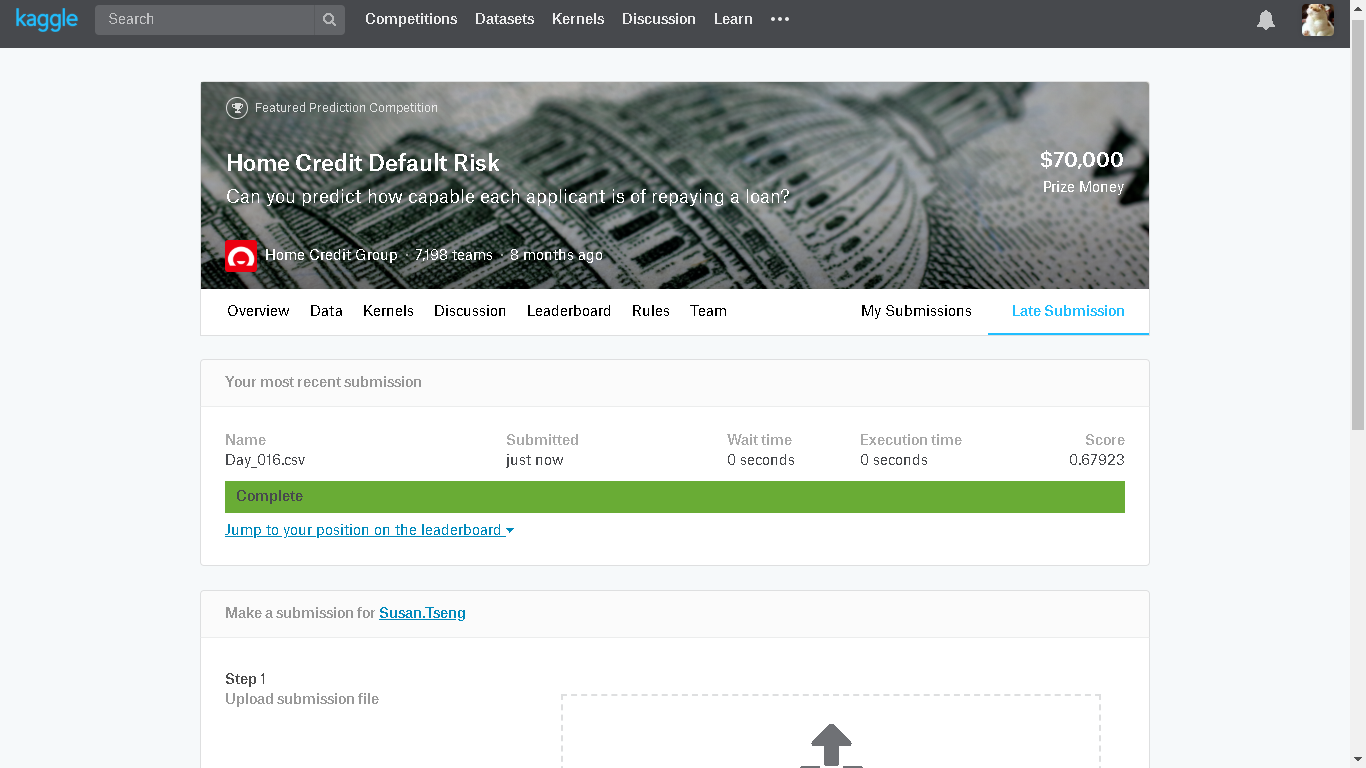 kaggle Search Competitions Datasets Kernels Discussion Learn
Featured Prediction Competition
Home Credit Default Risk
Can you predict how capable each applicant is of repaying a loan?
$70,000
Prize Money
Home Credit Group · 7,198 teams · 8 months ago
Overview Data Kernels Discussion Leaderboard Rules Team My Submissions Late Submission
Your most recent submission
Name Submitted Wait time Execution time Score
Day_016.csv just now 0 seconds 0 seconds 0.67923
Complete
Jump to your position on the leaderboard
Make a submission for Susan.Tseng
Step 1
Upload submission file